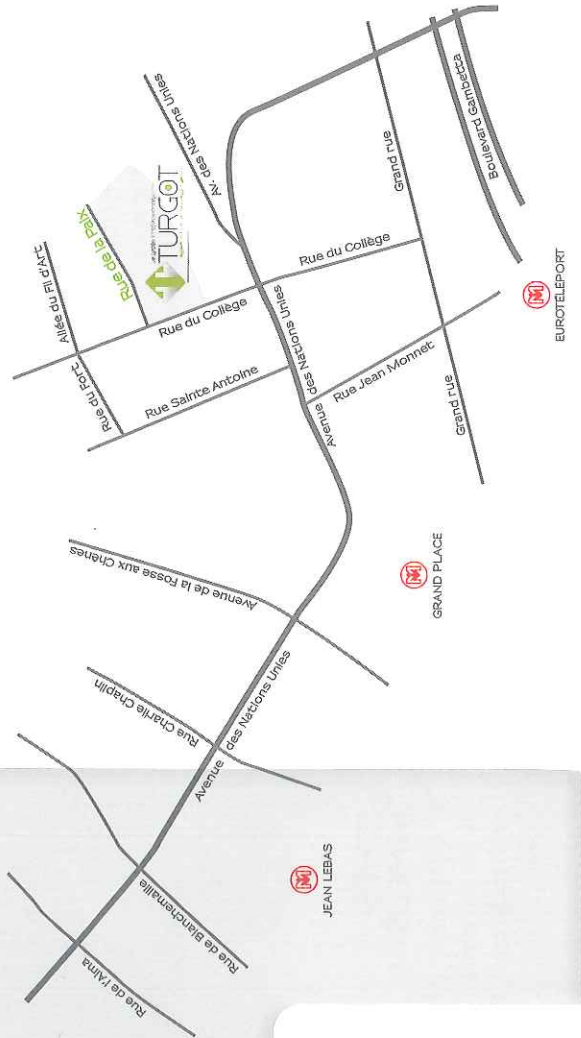 Rue de l'Alma
Rue de Blanchemaille
Avenue des Nations Unies
Rue Charlie Chaplin
Avenue de la Fosse aux Chênes
JEAN LEBAS
GRAND PLACE
Rue Sainte Antoine
Rue du Fort
Allée du Fil d'Arc
Rue du Collège
Rue de la Paix
TURGOT
Av. des Nations Unies
Avenue des Nations Unies
Rue du Collège
Rue Jean Monnet
Grand rue
Grand rue
Boulevard Gambetta
EUROTÉLÉPORT